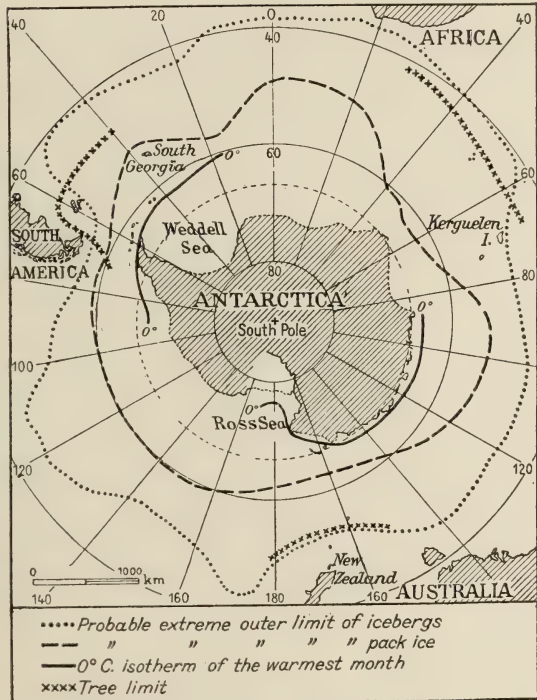 40
20
0
20
40
AFRICA
South
Georgia
0°
60
60
60
Weddell
Sea
Kerguelen
I.
SOUTH
AMERICA
80
80
ANTARCTICA
0°
0°
South Pole
100
0°
Ross Sea
120
120
0 1000
km
New
Zealand
AUSTRALIA
140
160
180
160
Probable extreme outer limit of icebergs
" " " " " pack ice
0° C. isotherm of the warmest month
Tree limit